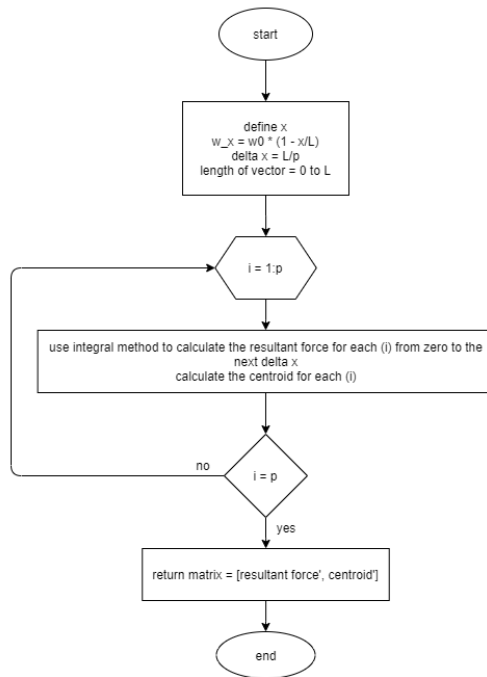 start
define x
w_x = w0 * (1 - x/L)
delta x = L/p
length of vector = 0 to L
i = 1:p
use integral method to calculate the resultant force for each (i) from zero to the
next delta x
calculate the centroid for each (i)
no
i = p
yes
return matrix = [resultant force', centroid']
end